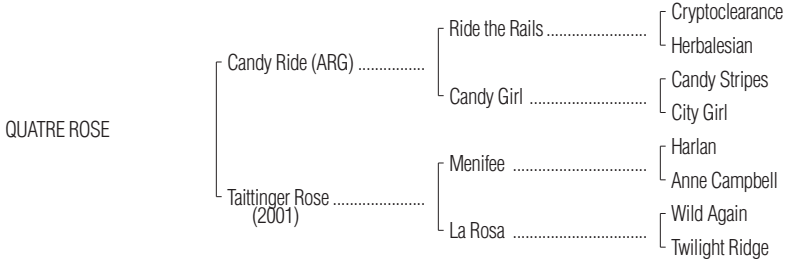 Cryptoclearance
Ride the Rails ..........................
Herbalesian
Candy Ride (ARG) ................
Candy Stripes
Candy Girl ..............................
City Girl
QUATRE ROSE
Harlan
Menifee ..................................
Anne Campbell
Taittinger Rose ......................
(2001)
Wild Again
La Rosa ..................................
Twilight Ridge